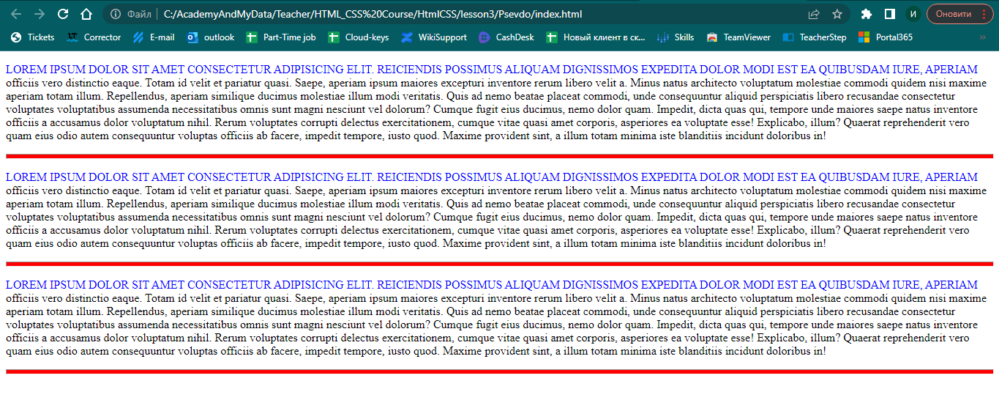 Файл C:/AcademyAndMyData/Teacher/HTML_CSS%20Course/HtmlCSS/lesson3/Psevdo/index.html И Оновити
Tickets LT Corrector E-mail outlook Part-Time job Cloud-keys WikiSupport CashDesk Новый клиент в ск... Skills TeamViewer TeacherStep Portal365 »
LOREM IPSUM DOLOR SIT AMET CONSECTETUR ADIPISICING ELIT. REICIENDIS POSSIMUS ALIQUAM DIGNISSIMOS EXPEDITA DOLOR MODI EST EA QUIBUSDAM IURE, APERIAM
officiis vero distinctio eaque. Totam id velit et pariatur quasi. Saepe, aperiam ipsum maiores excepturi inventore rerum libero velit a. Minus natus architecto voluptatum molestiae commodi quidem nisi maxime
aperiam totam illum. Repellendus, aperiam similique ducimus molestiae illum modi veritatis. Quis ad nemo beatae placeat commodi, unde consequuntur aliquid perspiciatis libero recusandae consectetur
voluptates voluptatibus assumenda necessitatibus omnis sunt magni nesciunt vel dolorum? Cumque fugit eius ducimus, nemo dolor quam. Impedit, dicta quas qui, tempore unde maiores saepe natus inventore
officiis a accusamus dolor voluptatum nihil. Rerum voluptates corrupti delectus exercitationem, cumque vitae quasi amet corporis, asperiores ea voluptate esse! Explicabo, illum? Quaerat reprehenderit vero
quam eius odio autem consequuntur voluptas officiis ab facere, impedit tempore, iusto quod. Maxime provident sint, a illum totam minima iste blanditiis incidunt doloribus in!
LOREM IPSUM DOLOR SIT AMET CONSECTETUR ADIPISICING ELIT. REICIENDIS POSSIMUS ALIQUAM DIGNISSIMOS EXPEDITA DOLOR MODI EST EA QUIBUSDAM IURE, APERIAM
officiis vero distinctio eaque. Totam id velit et pariatur quasi. Saepe, aperiam ipsum maiores excepturi inventore rerum libero velit a. Minus natus architecto voluptatum molestiae commodi quidem nisi maxime
aperiam totam illum. Repellendus, aperiam similique ducimus molestiae illum modi veritatis. Quis ad nemo beatae placeat commodi, unde consequuntur aliquid perspiciatis libero recusandae consectetur
voluptates voluptatibus assumenda necessitatibus omnis sunt magni nesciunt vel dolorum? Cumque fugit eius ducimus, nemo dolor quam. Impedit, dicta quas qui, tempore unde maiores saepe natus inventore
officiis a accusamus dolor voluptatum nihil. Rerum voluptates corrupti delectus exercitationem, cumque vitae quasi amet corporis, asperiores ea voluptate esse! Explicabo, illum? Quaerat reprehenderit vero
quam eius odio autem consequuntur voluptas officiis ab facere, impedit tempore, iusto quod. Maxime provident sint, a illum totam minima iste blanditiis incidunt doloribus in!
LOREM IPSUM DOLOR SIT AMET CONSECTETUR ADIPISICING ELIT. REICIENDIS POSSIMUS ALIQUAM DIGNISSIMOS EXPEDITA DOLOR MODI EST EA QUIBUSDAM IURE, APERIAM
officiis vero distinctio eaque. Totam id velit et pariatur quasi. Saepe, aperiam ipsum maiores excepturi inventore rerum libero velit a. Minus natus architecto voluptatum molestiae commodi quidem nisi maxime
aperiam totam illum. Repellendus, aperiam similique ducimus molestiae illum modi veritatis. Quis ad nemo beatae placeat commodi, unde consequuntur aliquid perspiciatis libero recusandae consectetur
voluptates voluptatibus assumenda necessitatibus omnis sunt magni nesciunt vel dolorum? Cumque fugit eius ducimus, nemo dolor quam. Impedit, dicta quas qui, tempore unde maiores saepe natus inventore
officiis a accusamus dolor voluptatum nihil. Rerum voluptates corrupti delectus exercitationem, cumque vitae quasi amet corporis, asperiores ea voluptate esse! Explicabo, illum? Quaerat reprehenderit vero
quam eius odio autem consequuntur voluptas officiis ab facere, impedit tempore, iusto quod. Maxime provident sint, a illum totam minima iste blanditiis incidunt doloribus in!